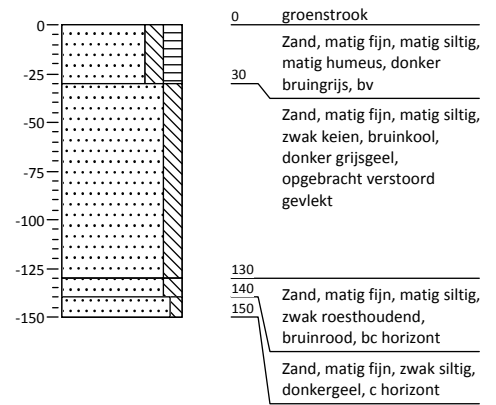 0
-25
-50
-75
-100
-125
-150
0 groenstrook
Zand, matig fijn, matig siltig,
matig humeus, donker
bruingrijs, bv
30
Zand, matig fijn, matig siltig,
zwak keien, bruinkool,
donker grijsgeel,
opgebracht verstoord
gevlekt
130
140
Zand, matig fijn, matig siltig,
zwak roesthoudend,
bruinrood, bc horizont
150
Zand, matig fijn, zwak siltig,
donkergeel, c horizont